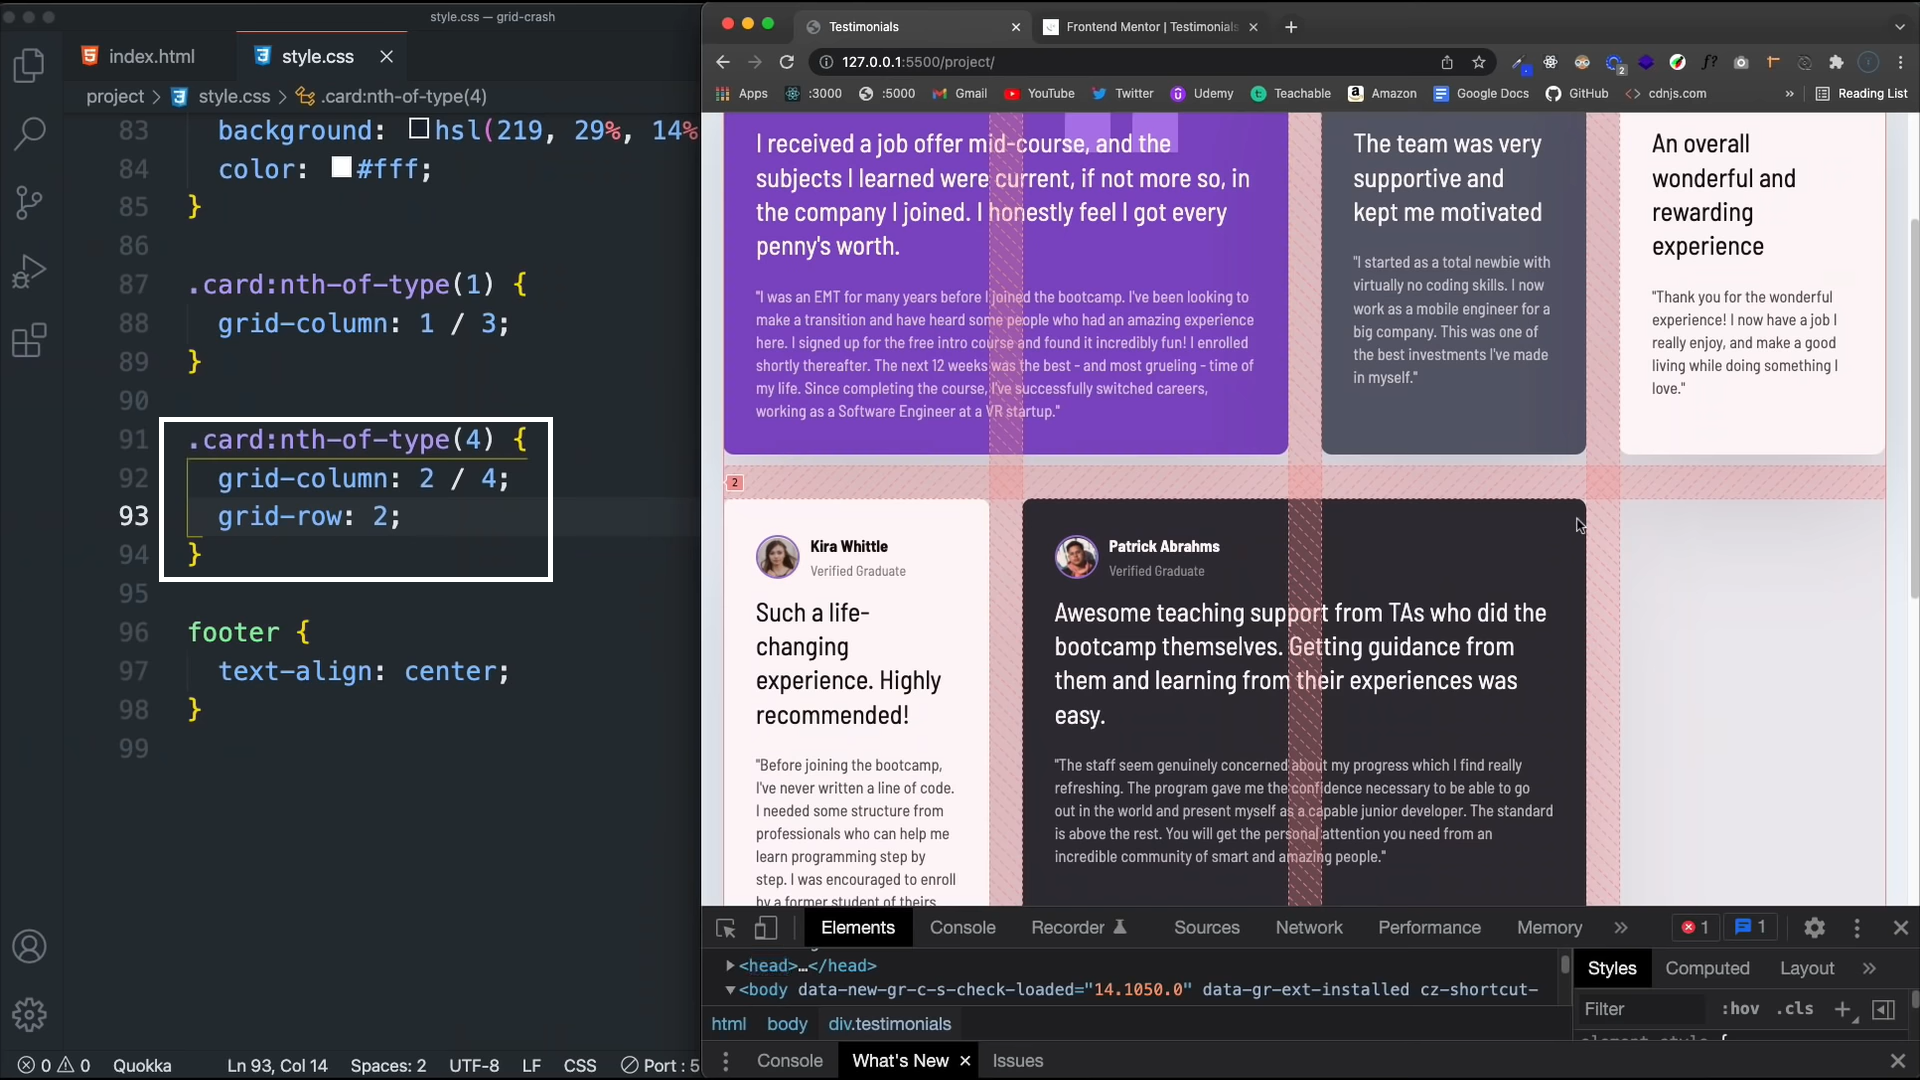 style.css — grid-crash
index.html
style.css
project > style.css > .card:nth-of-type(4)
83 background: hsl(219, 29%, 14%
84 color: #fff;
85 }
86
87 .card:nth-of-type(1) {
88 grid-column: 1 / 3;
89 }
90
91 .card:nth-of-type(4) {
92 grid-column: 2 / 4;
93 grid-row: 2;
94 }
95
96 footer {
97 text-align: center;
98 }
99
0 0 Quokka Ln 93, Col 14 Spaces: 2 UTF-8 LF CSS Port : 5
Testimonials
Frontend Mentor | Testimonials
127.0.0.1:5500/project/
2
f?
Apps :3000 :5000 Gmail YouTube Twitter Udemy Teachable Amazon Google Docs GitHub cdnjs.com » Reading List
I received a job offer mid-course, and the
subjects I learned were current, if not more so, in
the company I joined. I honestly feel I got every
penny's worth.
"I was an EMT for many years before I joined the bootcamp. I've been looking to
make a transition and have heard some people who had an amazing experience
here. I signed up for the free intro course and found it incredibly fun! I enrolled
shortly thereafter. The next 12 weeks was the best - and most grueling - time of
my life. Since completing the course, I've successfully switched careers,
working as a Software Engineer at a VR startup."
The team was very
supportive and
kept me motivated
"I started as a total newbie with
virtually no coding skills. I now
work as a mobile engineer for a
big company. This was one of
the best investments I've made
in myself."
An overall
wonderful and
rewarding
experience
"Thank you for the wonderful
experience! I now have a job I
really enjoy, and make a good
living while doing something I
love."
2
Kira Whittle
Verified Graduate
Such a life-
changing
experience. Highly
recommended!
"Before joining the bootcamp,
I've never written a line of code.
I needed some structure from
professionals who can help me
learn programming step by
step. I was encouraged to enroll
by a former student of theirs
Patrick Abrahms
Verified Graduate
Awesome teaching support from TAs who did the
bootcamp themselves. Getting guidance from
them and learning from their experiences was
easy.
"The staff seem genuinely concerned about my progress which I find really
refreshing. The program gave me the confidence necessary to be able to go
out in the world and present myself as a capable junior developer. The standard
is above the rest. You will get the personal attention you need from an
incredible community of smart and amazing people."
Elements Console Recorder Sources Network Performance Memory » 1 1
<head>…</head>
<body data-new-gr-c-s-check-loaded="14.1050.0" data-gr-ext-installed cz-shortcut-
html body div.testimonials
Styles Computed Layout »
Filter :hov .cls +
Console What's New Issues